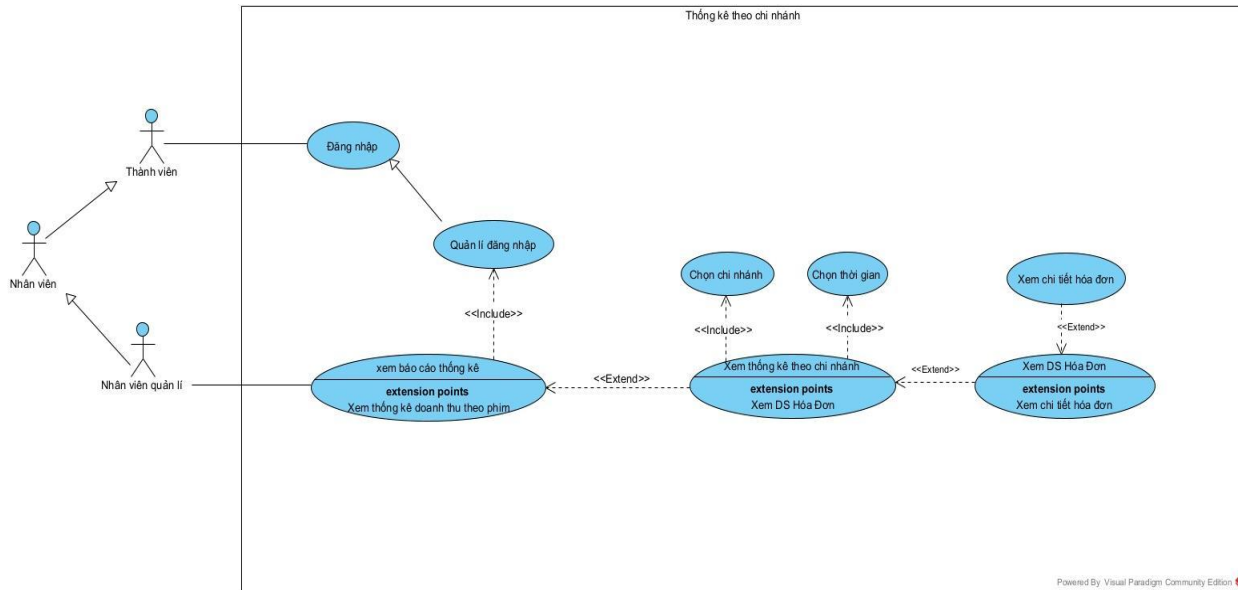 Thống kê theo chi nhánh
Thành viên
Đăng nhập
Nhân viên
Quản lí đăng nhập
Chọn chi nhánh
Chọn thời gian
Xem chi tiết hóa đơn
<<Include>>
<<Include>>
<<Include>>
<<Extend>>
Nhân viên quản lí
xem báo cáo thống kê
extension points
Xem thống kê doanh thu theo phim
<<Extend>>
Xem thống kê theo chi nhánh
extension points
Xem DS Hóa Đơn
<<Extend>>
Xem DS Hóa Đơn
extension points
Xem chi tiết hóa đơn
Powered By Visual Paradigm Community Edition